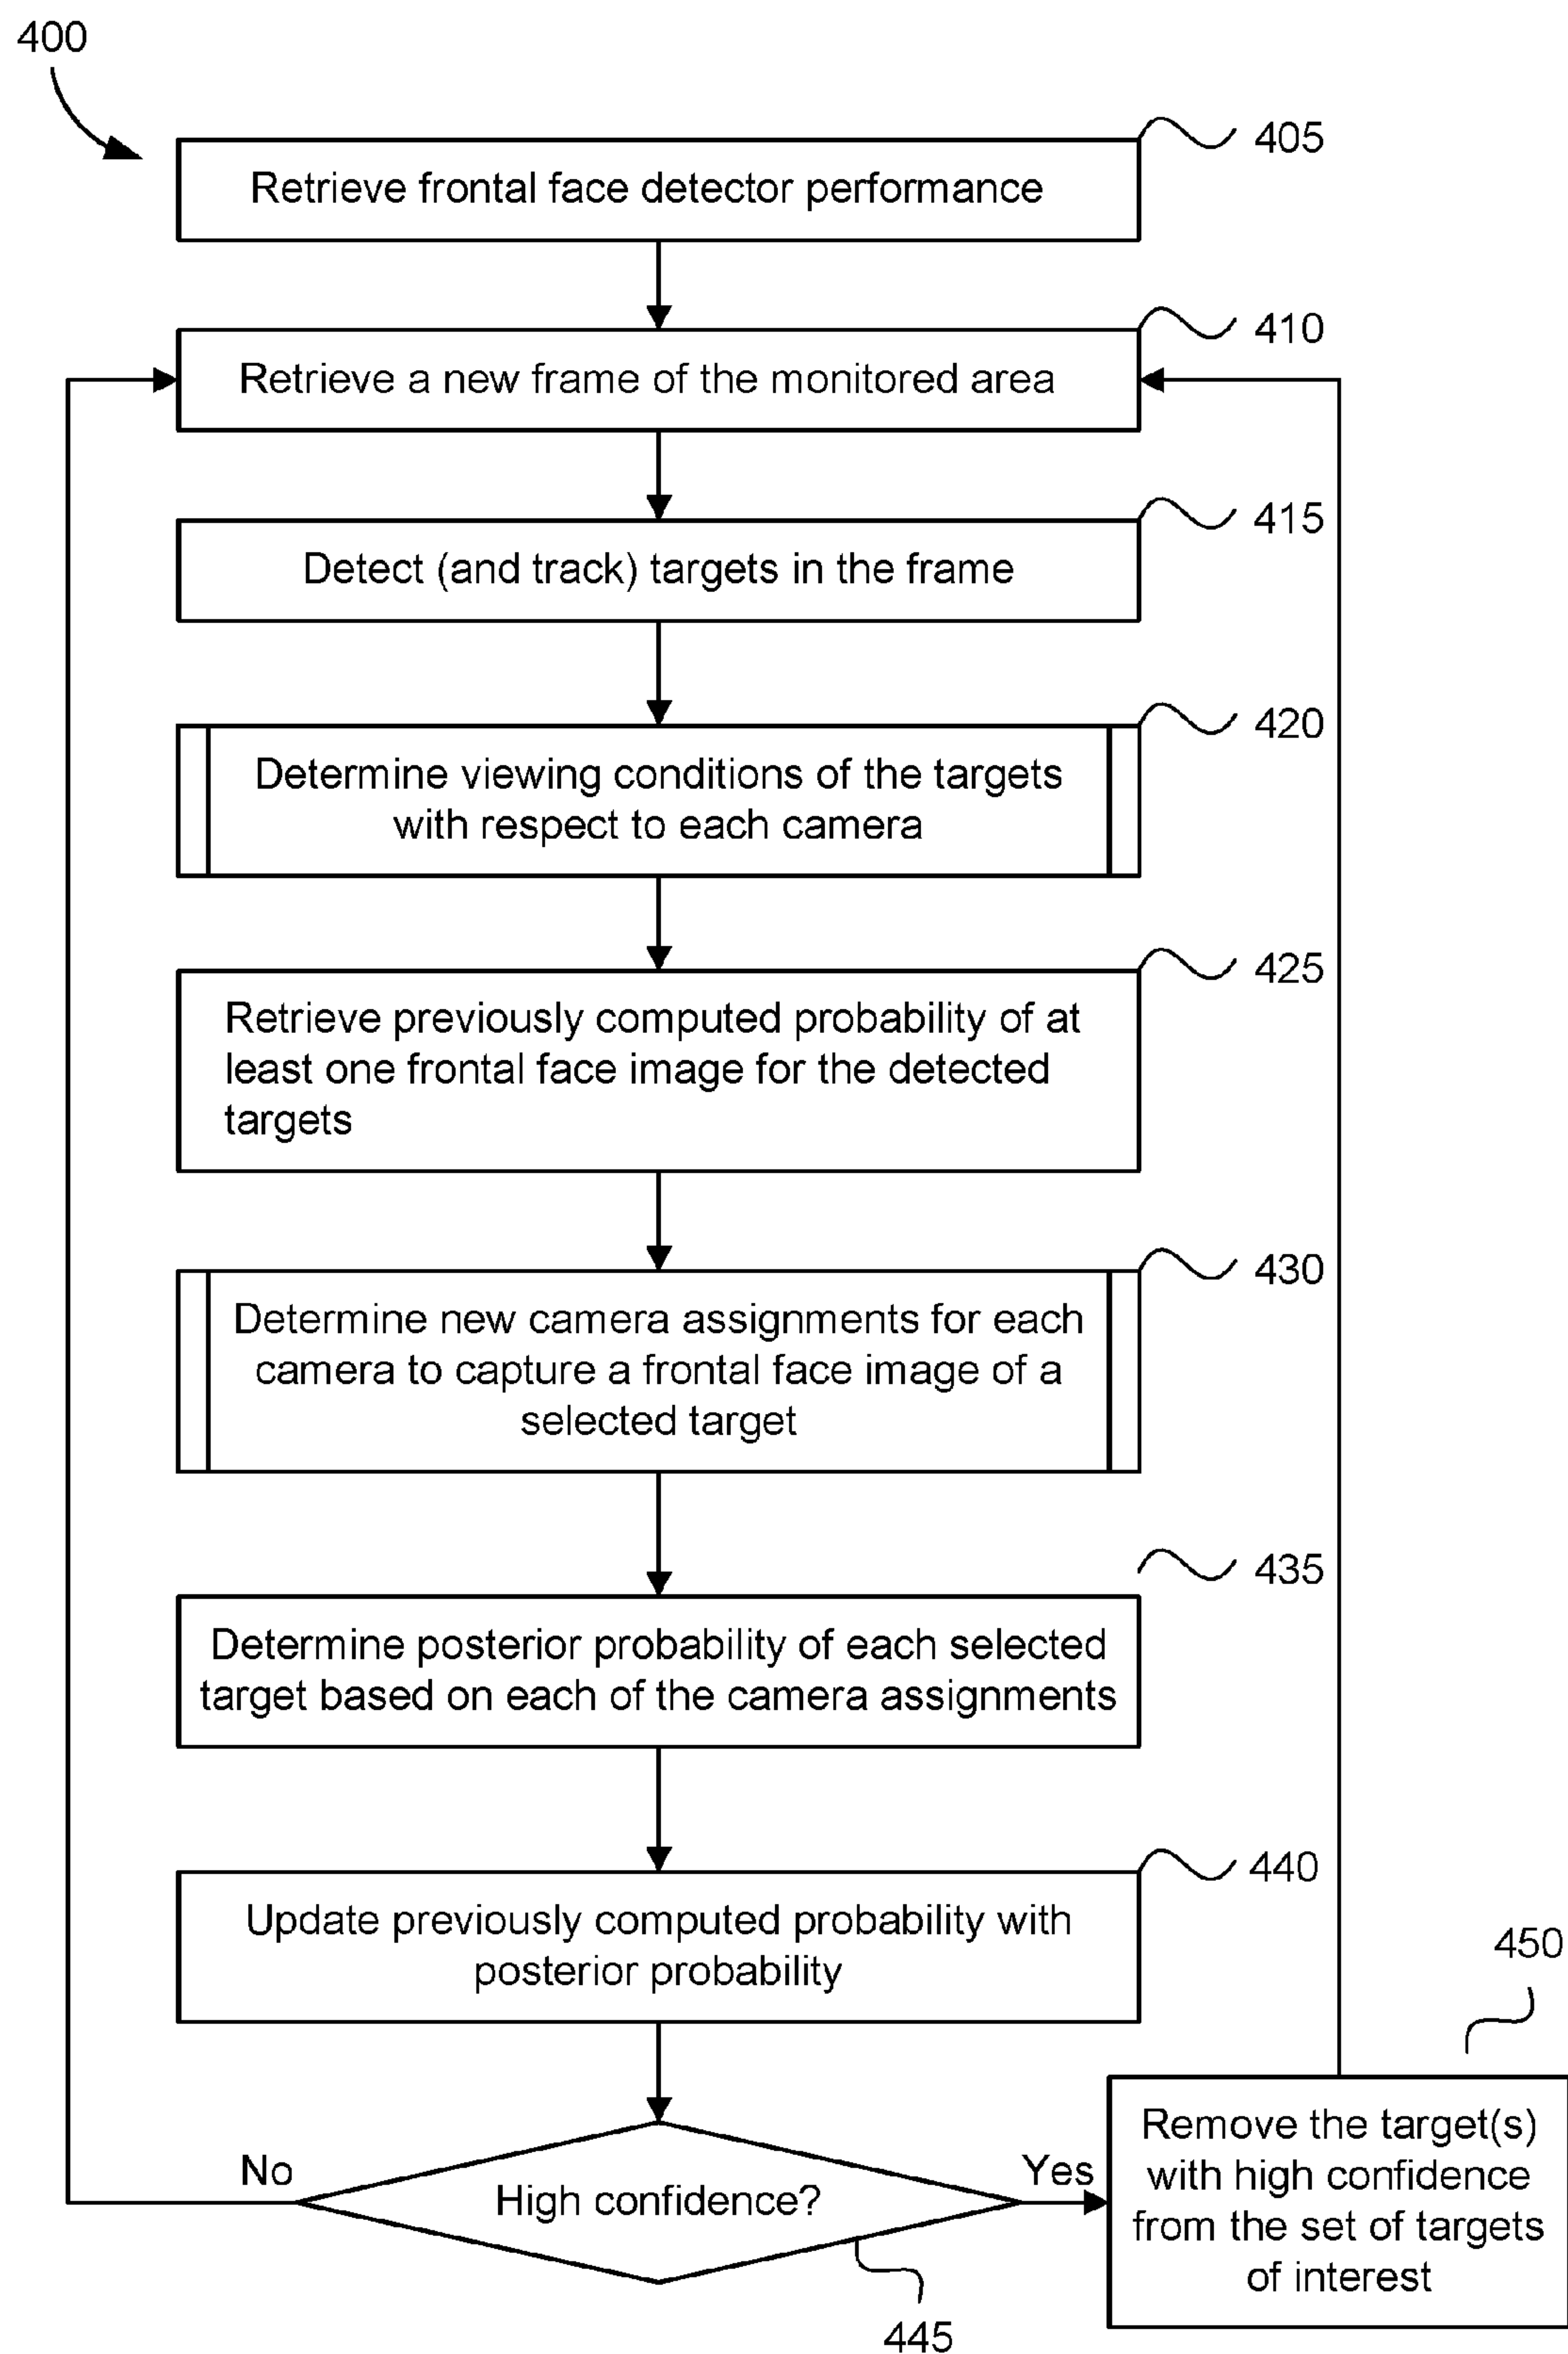 400
405
Retrieve frontal face detector performance
410
Retrieve a new frame of the monitored area
415
Detect (and track) targets in the frame
420
Determine viewing conditions of the targets
with respect to each camera
425
Retrieve previously computed probability of at
least one frontal face image for the detected
targets
430
Determine new camera assignments for each
camera to capture a frontal face image of a
selected target
435
Determine posterior probability of each selected
target based on each of the camera assignments
440
Update previously computed probability with
posterior probability
450
No
High confidence?
Yes
Remove the target(s)
with high confidence
from the set of targets
of interest
445